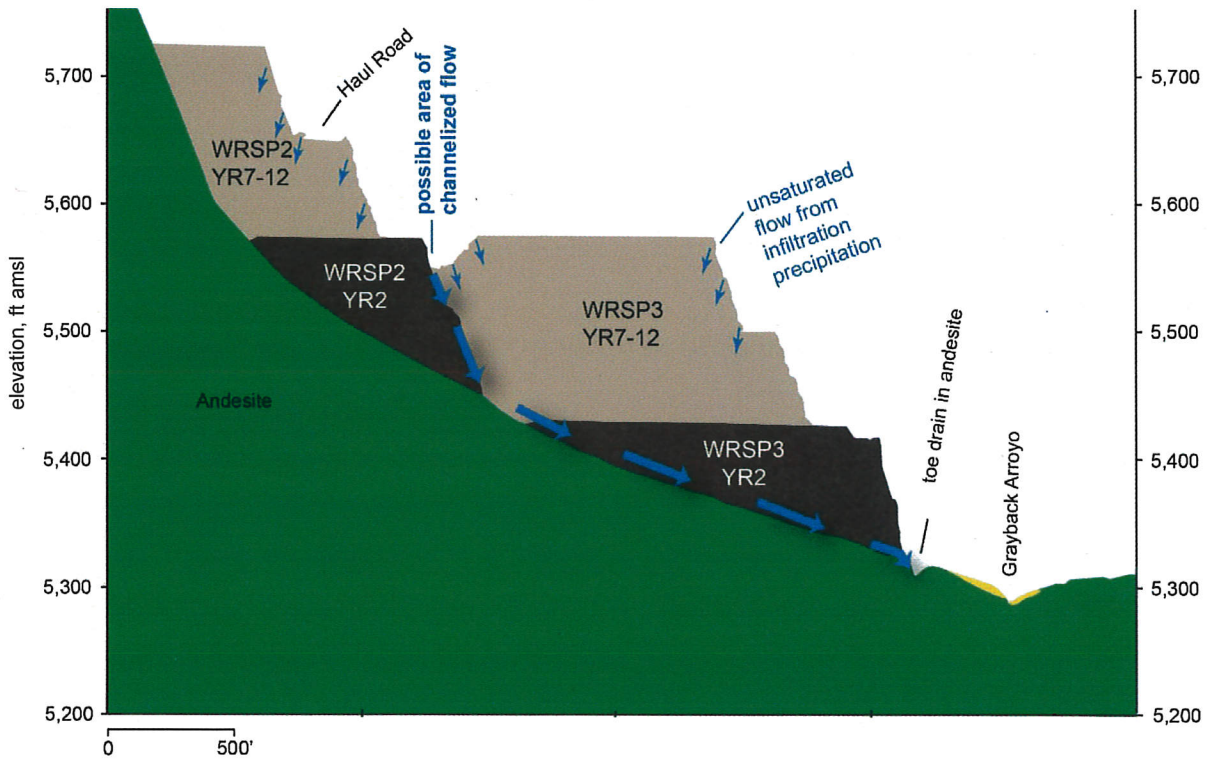 elevation, ft amsl
5,700
5,600
5,500
5,400
5,300
5,200
0
500'
WRSP2
YR7-12
Haul Road
possible area of
channelized flow
WRSP2
YR2
Andesite
WRSP3
YR7-12
unsaturated
flow from
infiltration
precipitation
WRSP3
YR2
toe drain in andesite
Grayback Arroyo
5,700
5,600
5,500
5,400
5,300
5,200